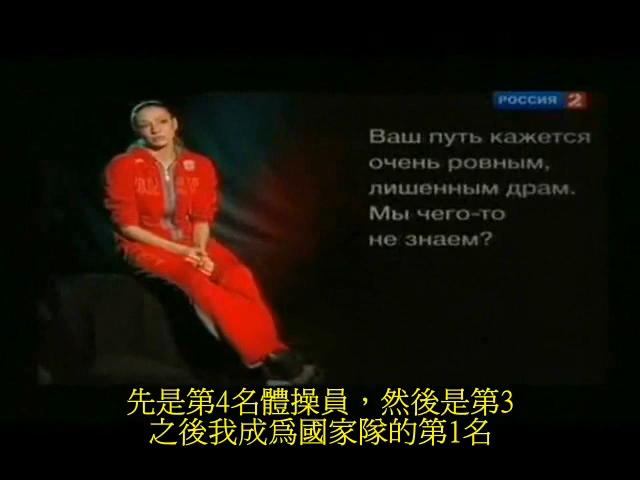 РОССИЯ 2
Ваш путь кажется
очень ровным,
лишенным драм.
Мы чего-то
не знаем?
先是第4名體操員，然後是第3
之後我成爲國家隊的第1名